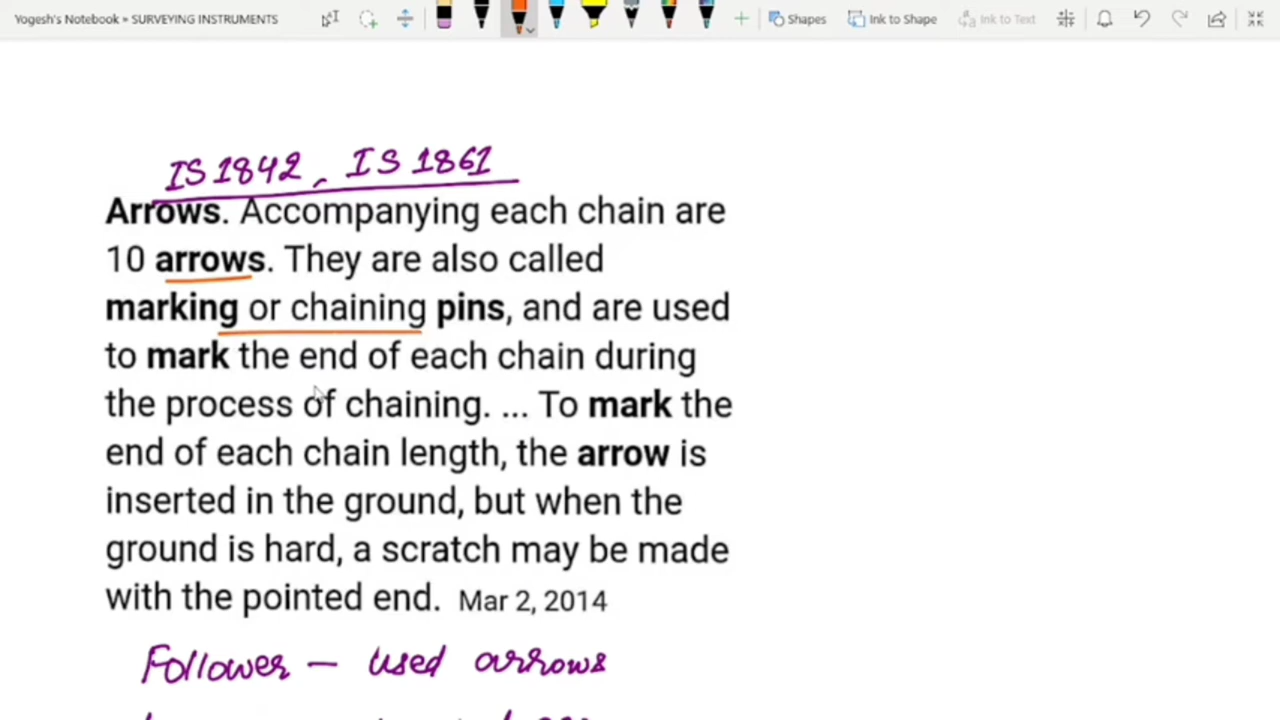 Yogesh's Notebook » SURVEYING INSTRUMENTS
Shapes
Ink to Shape
Ink to Text
IS 1842, IS 1861
Arrows. Accompanying each chain are
10 arrows. They are also called
marking or chaining pins, and are used
to mark the end of each chain during
the process of chaining. ... To mark the
end of each chain length, the arrow is
inserted in the ground, but when the
ground is hard, a scratch may be made
with the pointed end. Mar 2, 2014
Follower — used arrows